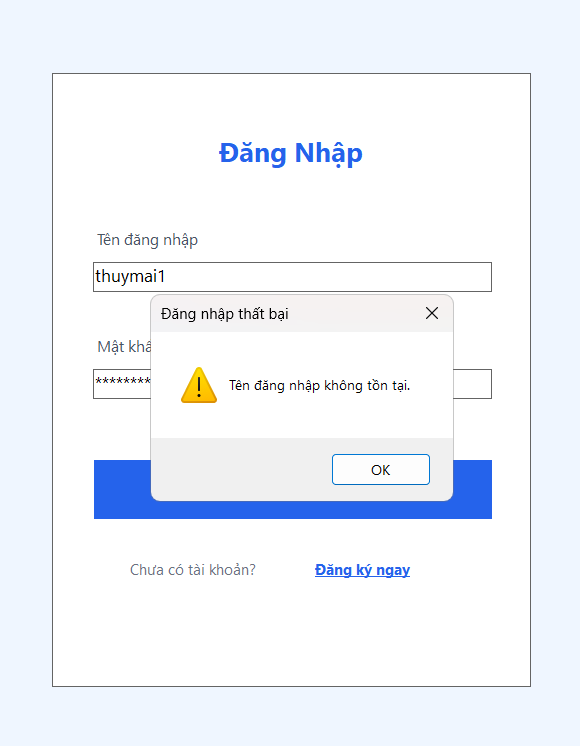 Đăng Nhập
Tên đăng nhập
thuymai1
Đăng nhập thất bại
Mật
*********
Tên đăng nhập không tồn tại.
OK
Chưa có tài khoản?
Đăng ký ngay